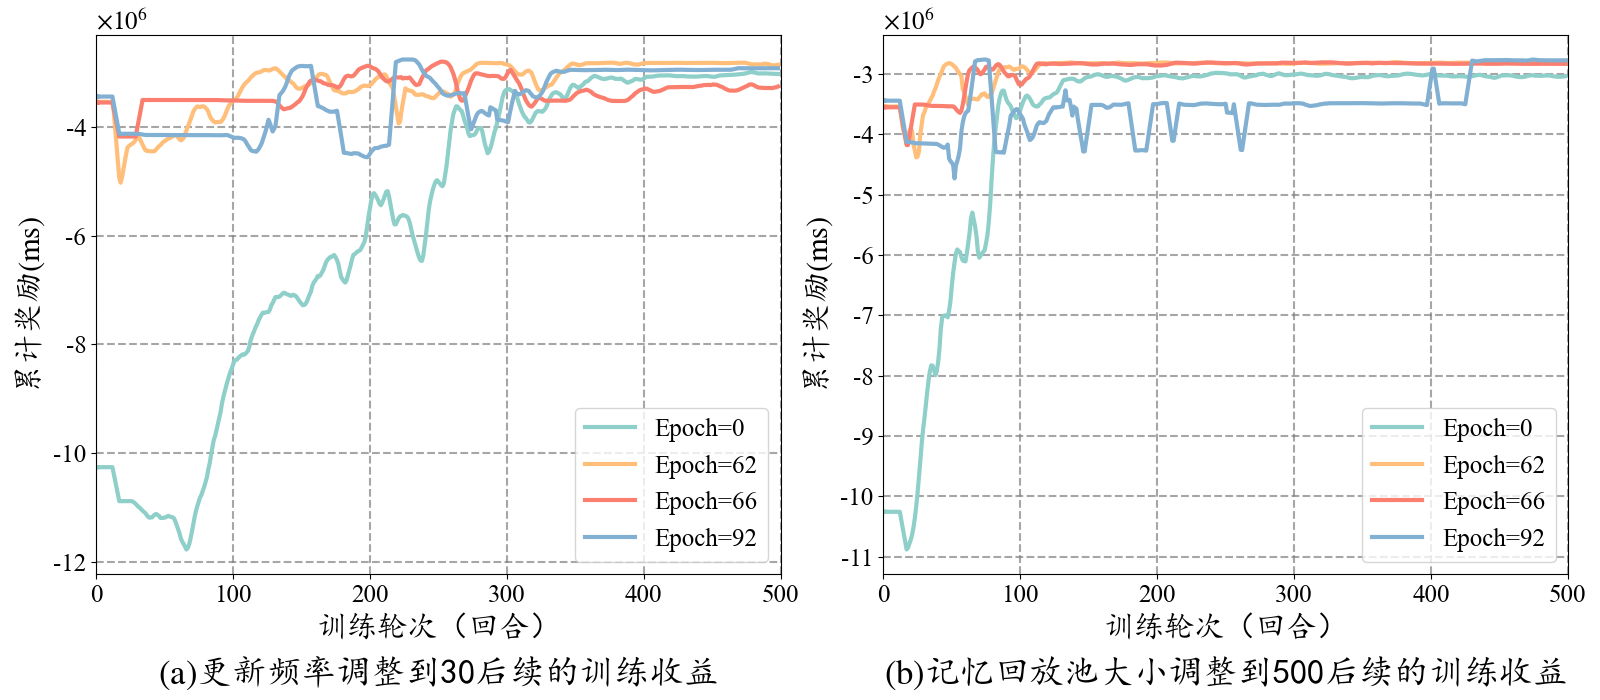 ×10⁶
累计奖励(ms)
-4
-6
-8
-10
-12
0 100 200 300 400 500
Epoch=0
Epoch=62
Epoch=66
Epoch=92
训练轮次（回合）
(a)更新频率调整到30后续的训练收益
×10⁶
累计奖励(ms)
-3
-4
-5
-6
-7
-8
-9
-10
-11
0 100 200 300 400 500
Epoch=0
Epoch=62
Epoch=66
Epoch=92
训练轮次（回合）
(b)记忆回放池大小调整到500后续的训练收益